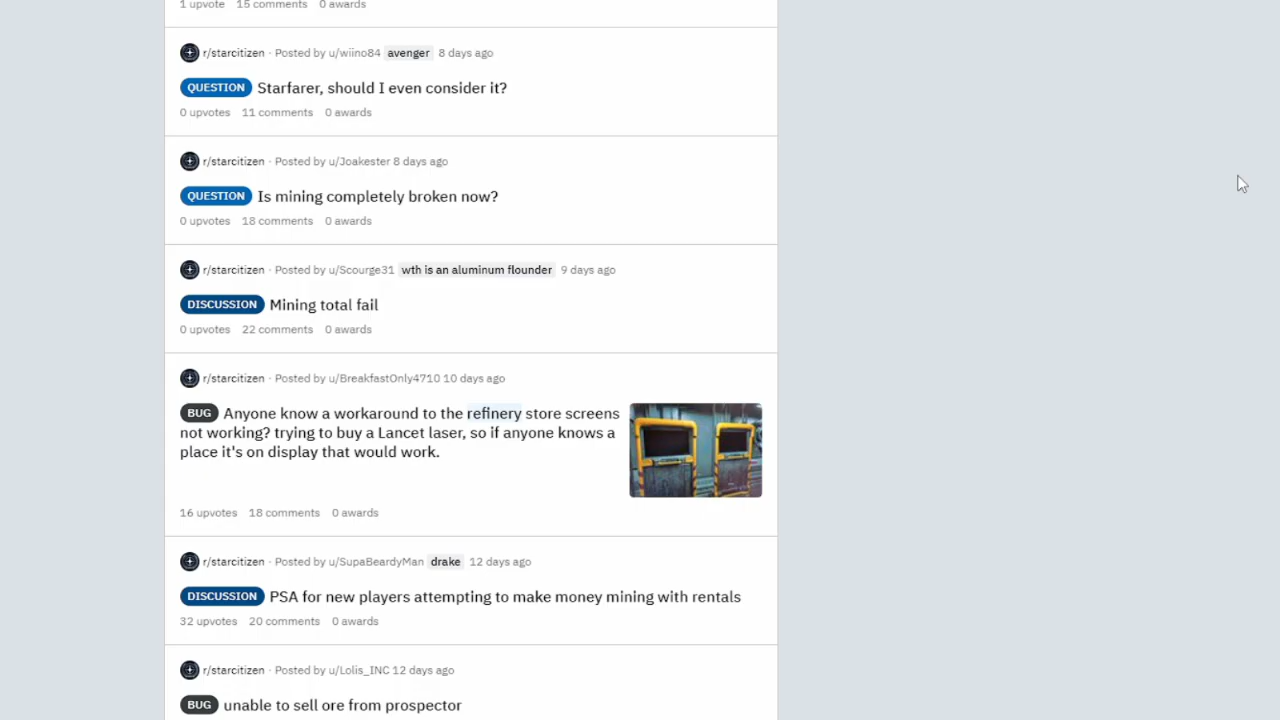 1 upvote 15 comments 0 awards
r/starcitizen · Posted by u/wiino84 avenger 8 days ago
QUESTION Starfarer, should I even consider it?
0 upvotes 11 comments 0 awards
r/starcitizen · Posted by u/Joakester 8 days ago
QUESTION Is mining completely broken now?
0 upvotes 18 comments 0 awards
r/starcitizen · Posted by u/Scourge31 wth is an aluminum flounder 9 days ago
DISCUSSION Mining total fail
0 upvotes 22 comments 0 awards
r/starcitizen · Posted by u/BreakfastOnly4710 10 days ago
BUG Anyone know a workaround to the refinery store screens
not working? trying to buy a Lancet laser, so if anyone knows a
place it's on display that would work.
16 upvotes 18 comments 0 awards
r/starcitizen · Posted by u/SupaBeardyMan drake 12 days ago
DISCUSSION PSA for new players attempting to make money mining with rentals
32 upvotes 20 comments 0 awards
r/starcitizen · Posted by u/Lolis_INC 12 days ago
BUG unable to sell ore from prospector